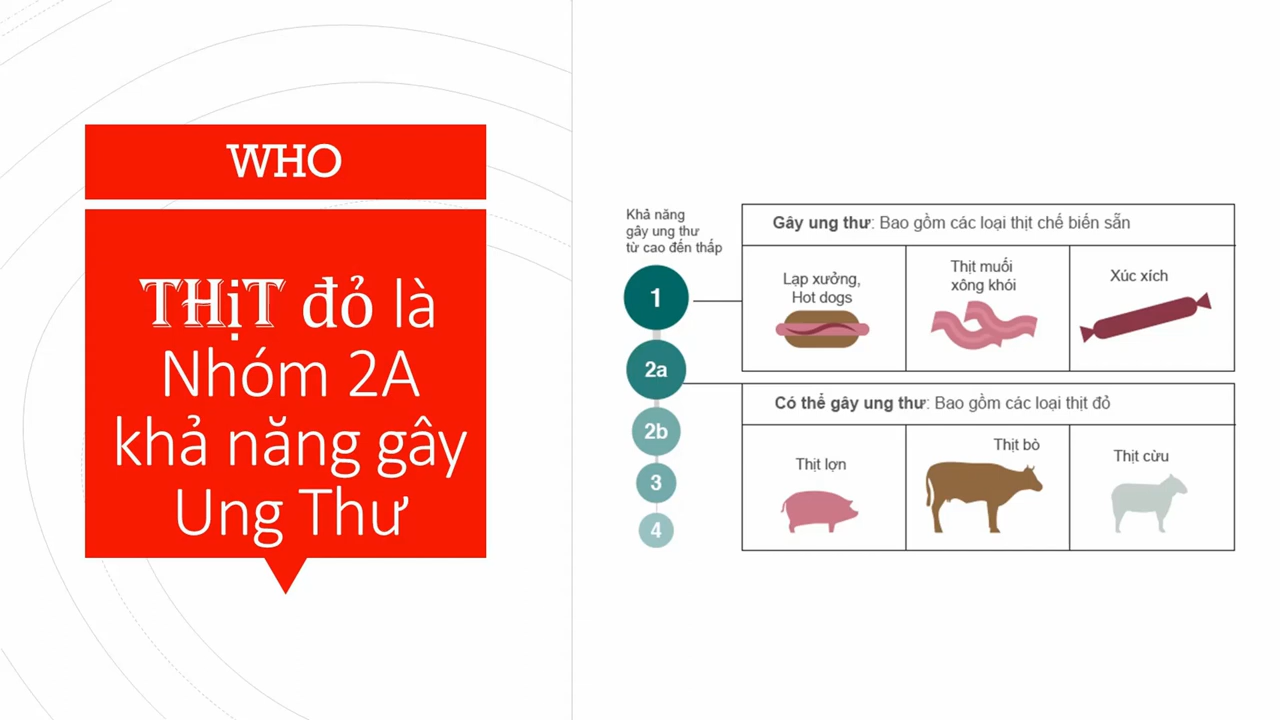 WHO
THịT đỏ là
Nhóm 2A
khả năng gây
Ung Thư
Khả năng
gây ung thư
từ cao đến thấp
1
2a
2b
3
4
Gây ung thư: Bao gồm các loại thịt chế biến sẵn
Lạp xưởng,
Hot dogs
Thịt muối
xông khói
Xúc xích
Có thể gây ung thư: Bao gồm các loại thịt đỏ
Thịt lợn
Thịt bò
Thịt cừu